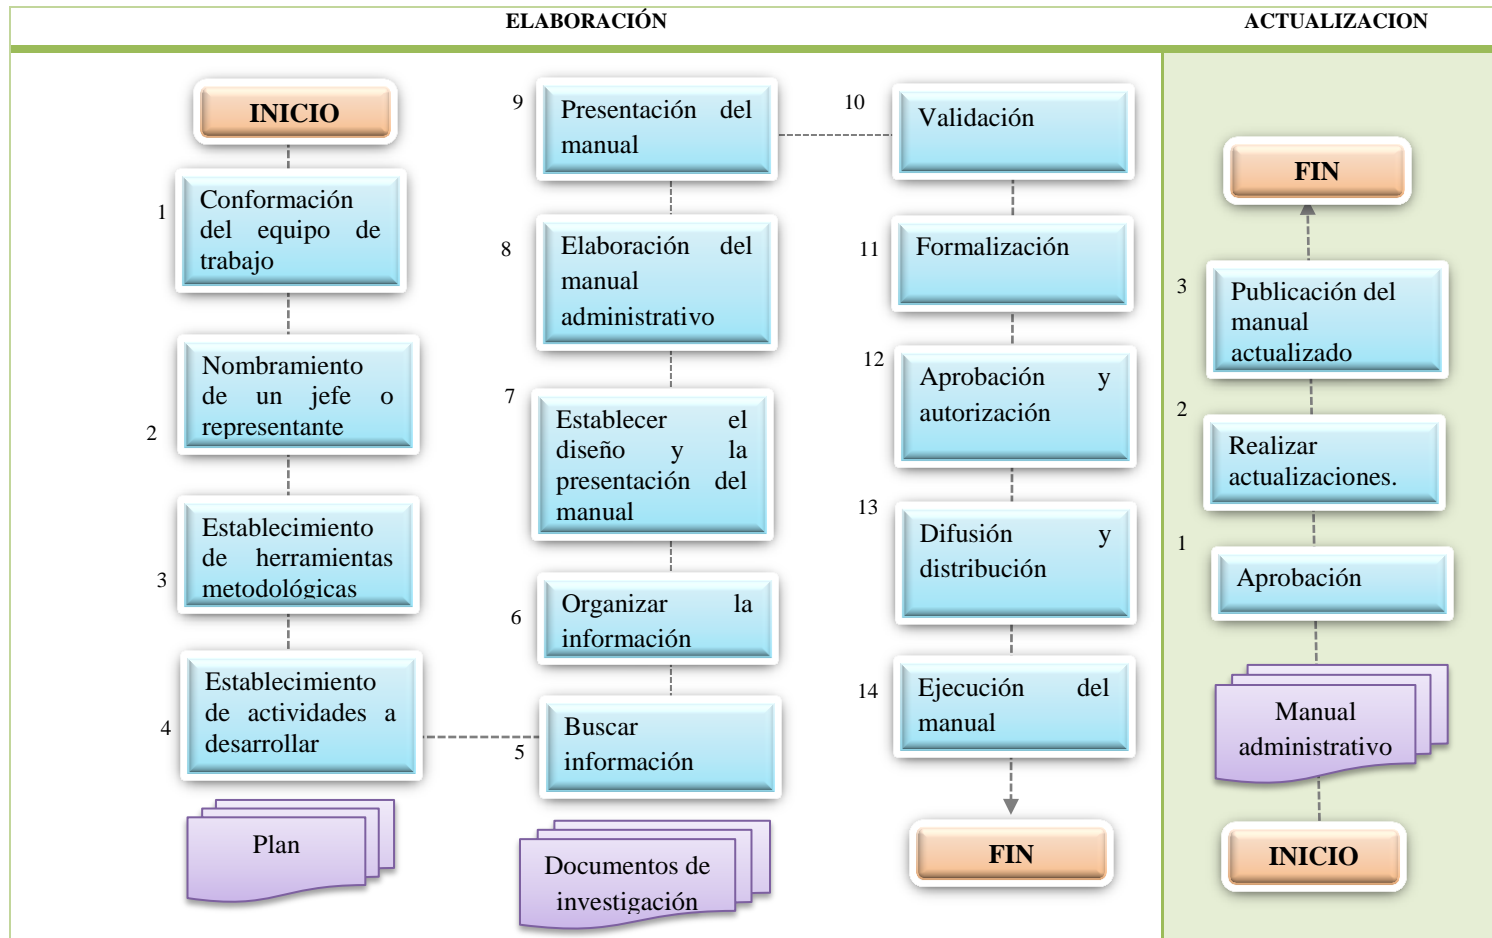 ELABORACIÓN
ACTUALIZACION
INICIO
1
Conformación
del equipo de
trabajo
2
Nombramiento
de un jefe o
representante
3
Establecimiento
de herramientas
metodológicas
4
Establecimiento
de actividades a
desarrollar
Plan
5
Buscar
información
Documentos de
investigación
6
Organizar la
información
7
Establecer el
diseño y la
presentación del
manual
8
Elaboración del
manual
administrativo
9
Presentación del
manual
10
Validación
11
Formalización
12
Aprobación y
autorización
13
Difusión y
distribución
14
Ejecución del
manual
FIN
INICIO
Manual
administrativo
1
Aprobación
2
Realizar
actualizaciones.
3
Publicación del
manual
actualizado
FIN